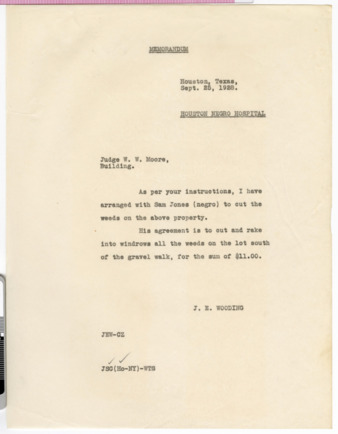 MEMORANDUM
Houston, Texas,
Sept. 25, 1928.
HOUSTON NEGRO HOSPITAL
Judge W. W. Moore,
Building.
As per your instructions, I have
arranged with Sam Jones (negro) to cut the
weeds on the above property.
His agreement is to cut and rake
into windrows all the weeds on the lot south
of the gravel walk, for the sum of $11.00.
J. E. WOODING
JEW-CZ
JSC(Ho-NY)-WTS